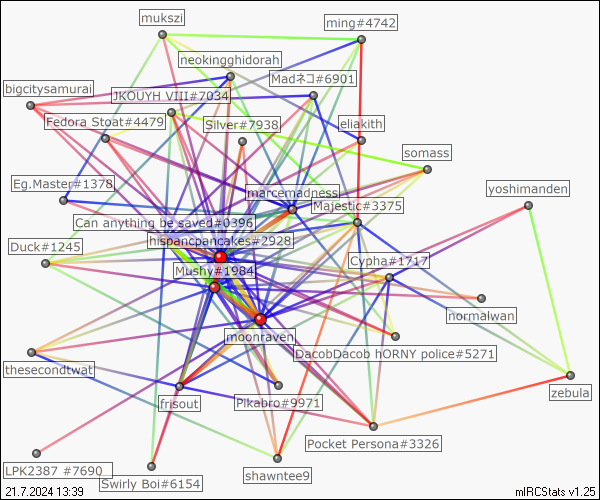 mukszi
ming#4742
neokingghidorah
Madネコ#6901
bigcitysamurai
JKOUYH VIII#7034
Fedora Stoat#4479
Silver#7938
eliakith
somass
Eg.Master#1378
marcemadness
yoshimanden
Majestic#3375
Can anything be saved#0396
hispancpancakes#2928
Duck#1245
Cypha#1717
Mushy#1984
normalwan
moonraven
DacobDacob hORNY police#5271
thesecondtwat
zebula
frisout
Pikabro#9971
Pocket Persona#3326
LPK2387 #7690
shawntee9
Swirly Boi#6154
21.7.2024 13:39
mIRCStats v1.25